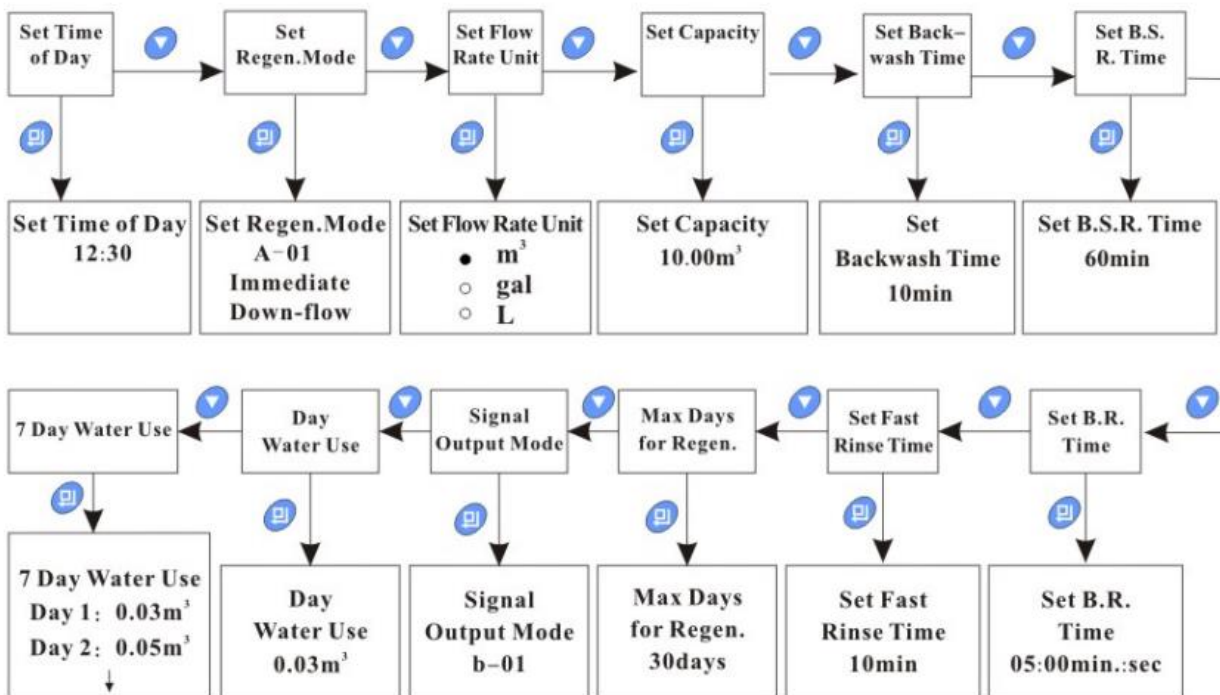 Set Time
of Day
Set
Regen.Mode
Set Flow
Rate Unit
Set Capacity
Set Back–
wash Time
Set B.S.
R. Time
Set Time of Day
12:30
Set Regen.Mode
A–01
Immediate
Down-flow
Set Flow Rate Unit
m³
gal
L
Set Capacity
10.00m³
Set
Backwash Time
10min
Set B.S.R. Time
60min
7 Day Water Use
Day
Water Use
Signal
Output Mode
Max Days
for Regen.
Set Fast
Rinse Time
Set B.R.
Time
7 Day Water Use
Day 1: 0.03m³
Day 2: 0.05m³
Day
Water Use
0.03m³
Signal
Output Mode
b–01
Max Days
for Regen.
30days
Set Fast
Rinse Time
10min
Set B.R.
Time
05:00min.:sec